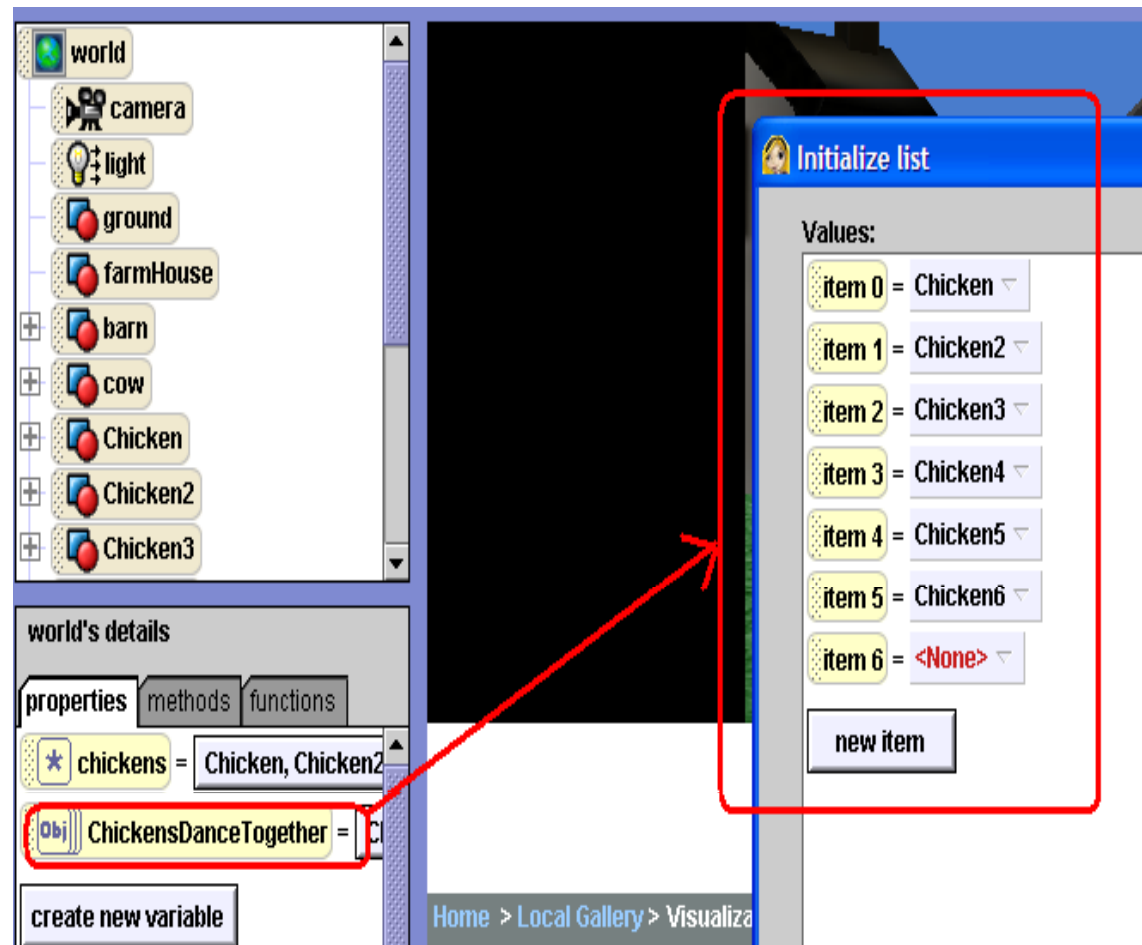 world
camera
light
ground
farmHouse
barn
cow
Chicken
Chicken2
Chicken3
world's details
properties methods functions
* chickens = Chicken, Chicken2
Obj ChickensDanceTogether =
create new variable
Initialize list
Values:
item 0 = Chicken
item 1 = Chicken2
item 2 = Chicken3
item 3 = Chicken4
item 4 = Chicken5
item 5 = Chicken6
item 6 = <None>
new item
Home > Local Gallery >